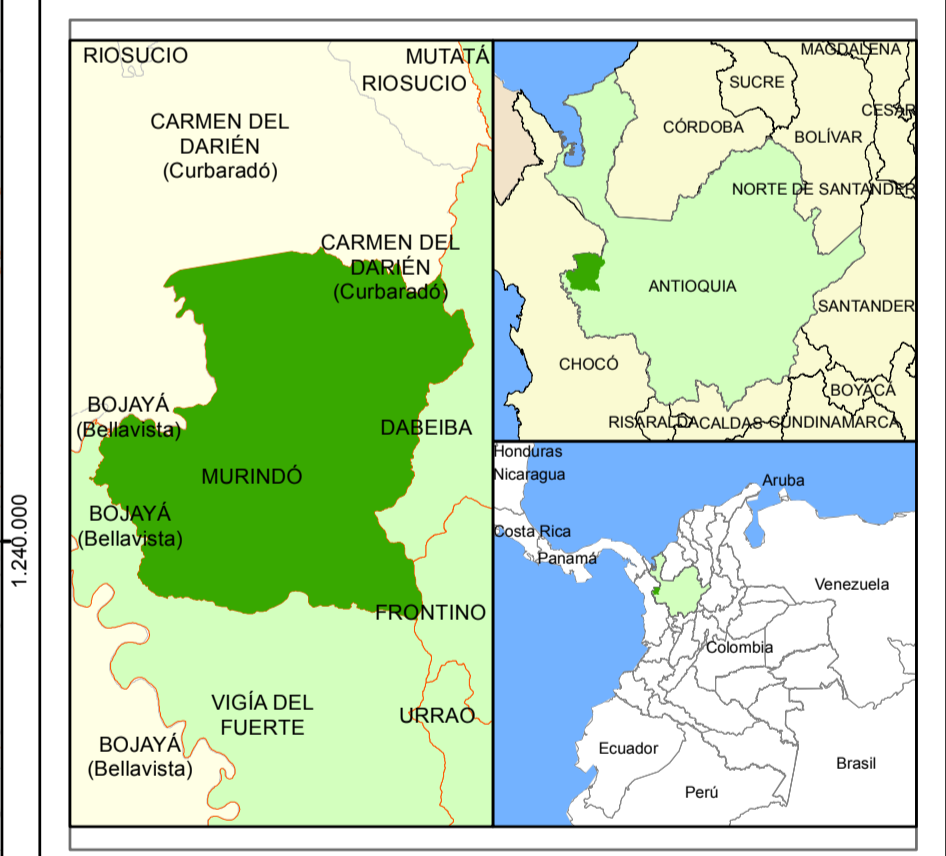 1:240.000
RIOSUCIO
MUTATÁ
RIOSUCIO
CARMEN DEL
DARIÉN
(Curbaradó)
CARMEN DEL
DARIÉN
(Curbaradó)
BOJAYÁ
(Bellavista)
DABEIBA
MURINDÓ
BOJAYÁ
(Bellavista)
FRONTINO
VIGÍA DEL
FUERTE
URRAO
BOJAYÁ
(Bellavista)
MAGDALENA
SUCRE
CESAR
CÓRDOBA
BOLÍVAR
NORTE DE SANTANDER
ANTIOQUIA
SANTANDER
CHOCÓ
BOYACÁ
RISARALDA
CALDAS
CUNDINAMARCA
Honduras
Nicaragua
Aruba
Costa Rica
Panamá
Venezuela
Colombia
Ecuador
Brasil
Perú